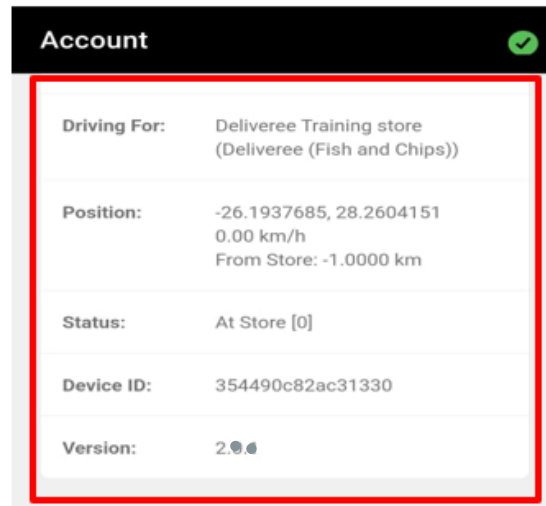 Account
Driving For:
Deliveree Training store
(Deliveree (Fish and Chips))
Position:
-26.1937685, 28.2604151
0.00 km/h
From Store: -1.0000 km
Status:
At Store [0]
Device ID:
354490c82ac31330
Version: